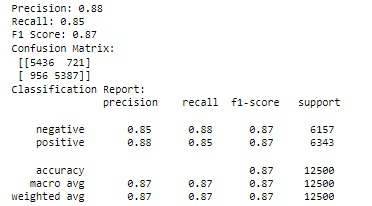 Precision: 0.88
Recall: 0.85
F1 Score: 0.87
Confusion Matrix:
[[5436 721]
[ 956 5387]]
Classification Report:
precision recall f1-score support
negative 0.85 0.88 0.87 6157
positive 0.88 0.85 0.87 6343
accuracy 0.87 12500
macro avg 0.87 0.87 0.87 12500
weighted avg 0.87 0.87 0.87 12500